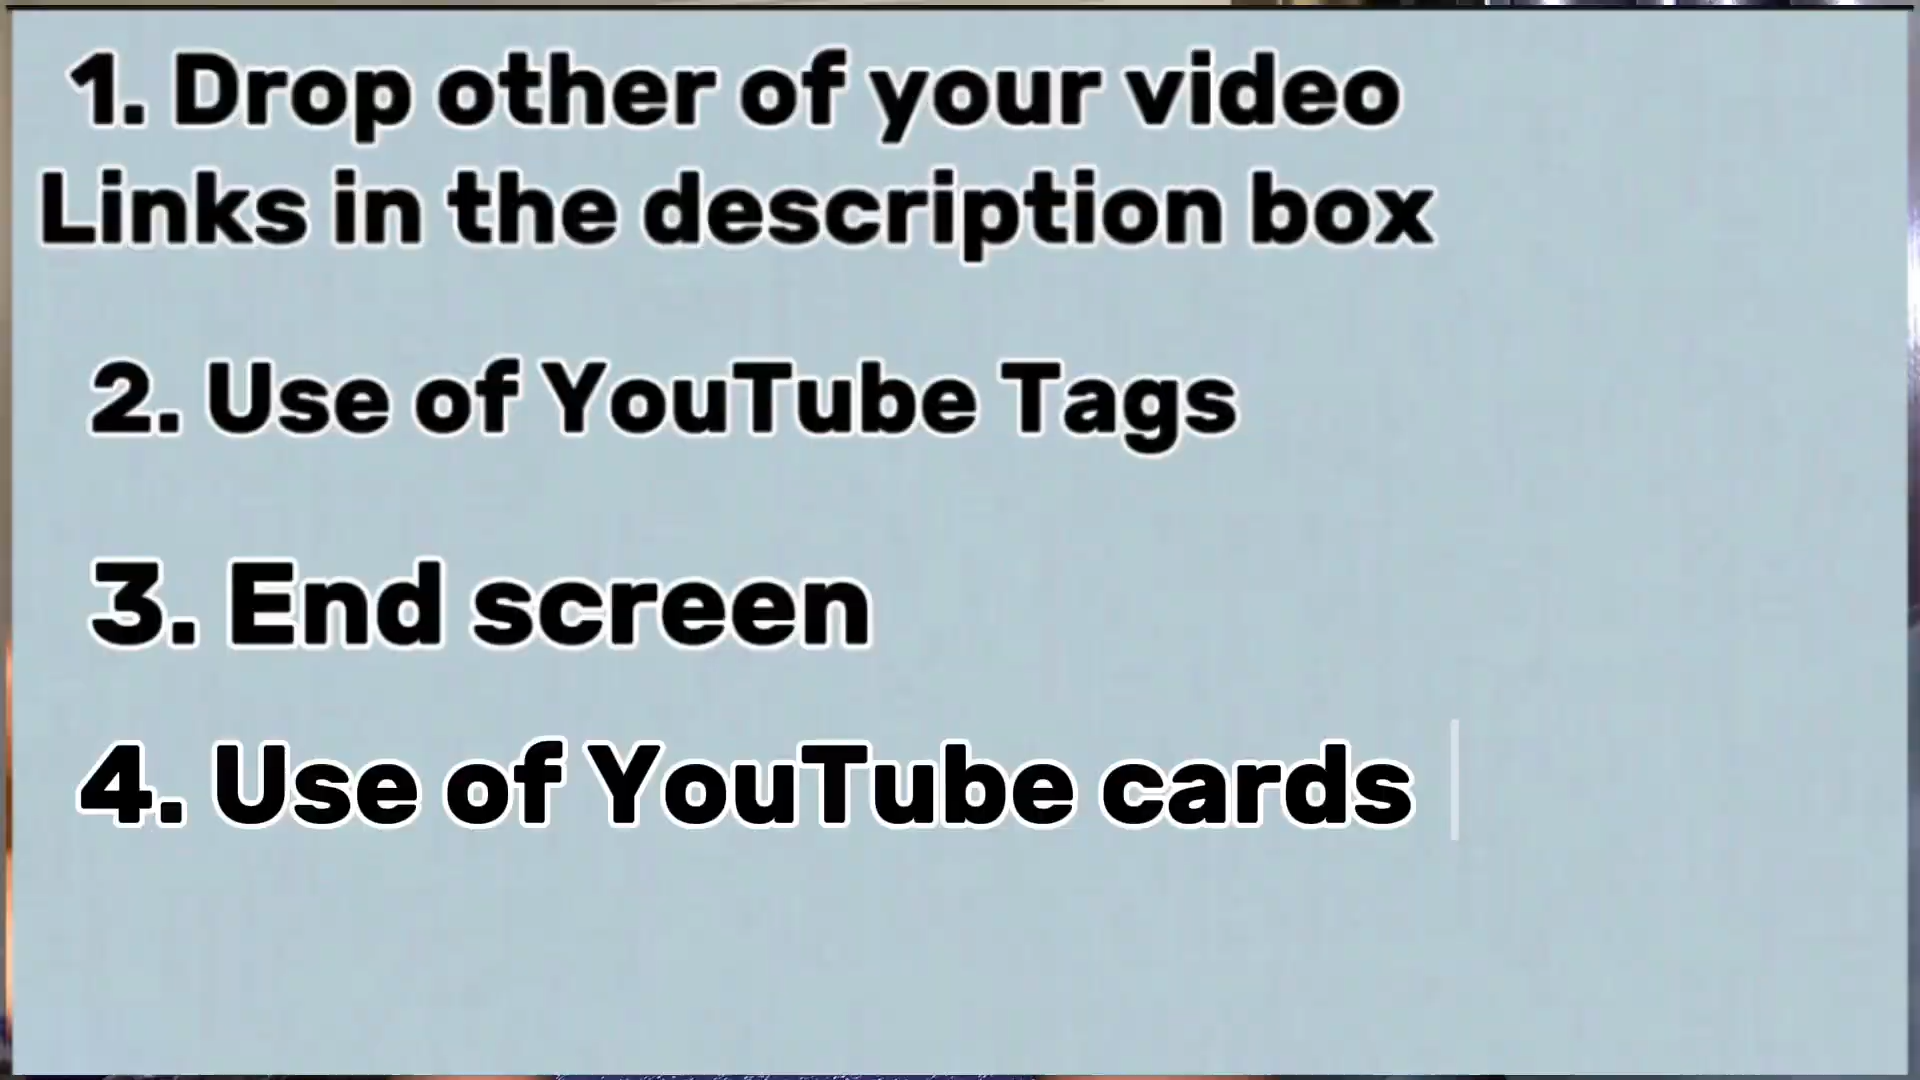 1. Drop other of your video
Links in the description box
2. Use of YouTube Tags
3. End screen
4. Use of YouTube cards